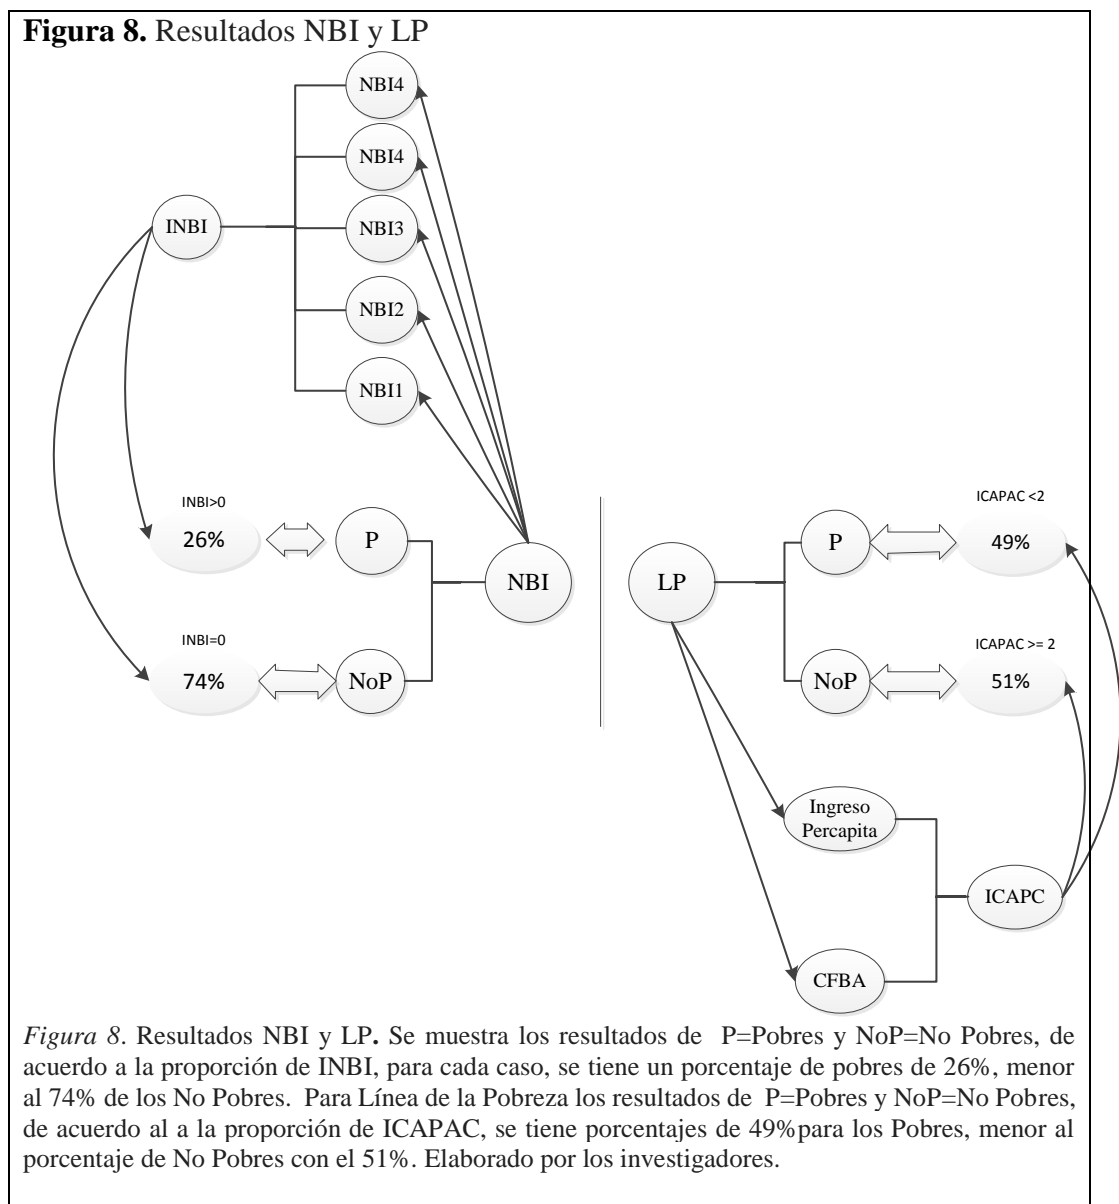 Figura 8. Resultados NBI y LP
NBI4
NBI4
INBI
NBI3
NBI2
NBI1
INBI>0
26%
P
NBI
INBI=0
74%
NoP
LP
P
ICAPAC <2
49%
NoP
ICAPAC >= 2
51%
Ingreso
Percapita
ICAPC
CFBA
Figura 8. Resultados NBI y LP. Se muestra los resultados de P=Pobres y NoP=No Pobres, de
acuerdo a la proporción de INBI, para cada caso, se tiene un porcentaje de pobres de 26%, menor
al 74% de los No Pobres. Para Línea de la Pobreza los resultados de P=Pobres y NoP=No Pobres,
de acuerdo al a la proporción de ICAPAC, se tiene porcentajes de 49%para los Pobres, menor al
porcentaje de No Pobres con el 51%. Elaborado por los investigadores.